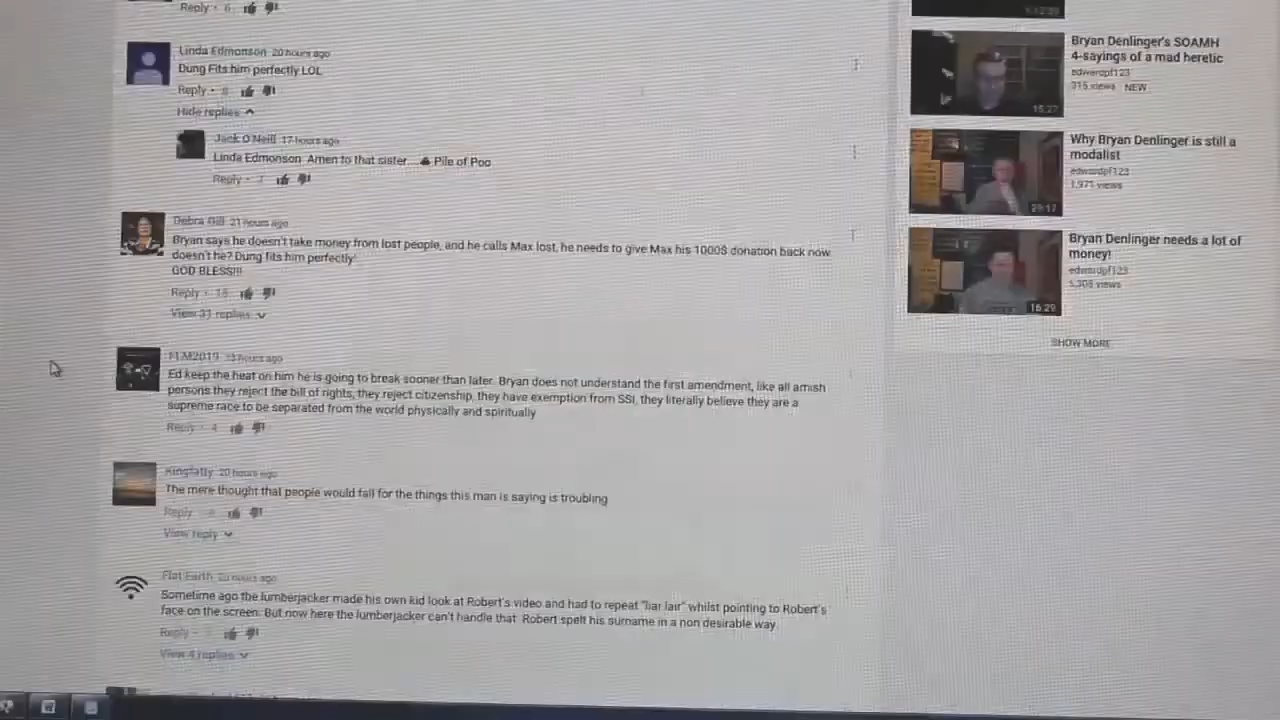 Reply · 6
Linda Edmonson 20 hours ago
Dung Fits him perfectly LOL
Reply · 8
Hide replies
Jack O'Neill 17 hours ago
Linda Edmonson Amen to that sister....💩 Pile of Poo
Reply · 7
Debra Gill 21 hours ago
Bryan says he doesn't take money from lost people, and he calls Max lost, he needs to give Max his 1000$ donation back now
doesn't he? Dung fits him perfectly!
GOD BLESS!!!
Reply · 18
View 31 replies
FLM2019 hours ago
Ed keep the heat on him he is going to break sooner than later. Bryan does not understand the first amendment, like all amish
persons they reject the bill of rights, they reject citizenship, they have exemption from SSI, they literally believe they are a
supreme race to be separated from the world physically and spiritually
Reply · 4
Kingfatty 20 hours ago
The mere thought that people would fall for the things this man is saying is troubling
Reply
View reply
Flat Earth 20 hours ago
Sometime ago the lumberjacker made his own kid look at Robert's video and had to repeat "liar lair" whilst pointing to Robert's
face on the screen. But now here the lumberjacker can't handle that Robert spelt his surname in a non desirable way.
Reply
View 4 replies
Bryan Denlinger's SOAMH
4-sayings of a mad heretic
edwardpf123
315 views NEW
15:27
Why Bryan Denlinger is still a
modalist
edwardpf123
1,971 views
29:17
Bryan Denlinger needs a lot of
money!
edwardpf123
5,308 views
16:29
SHOW MORE